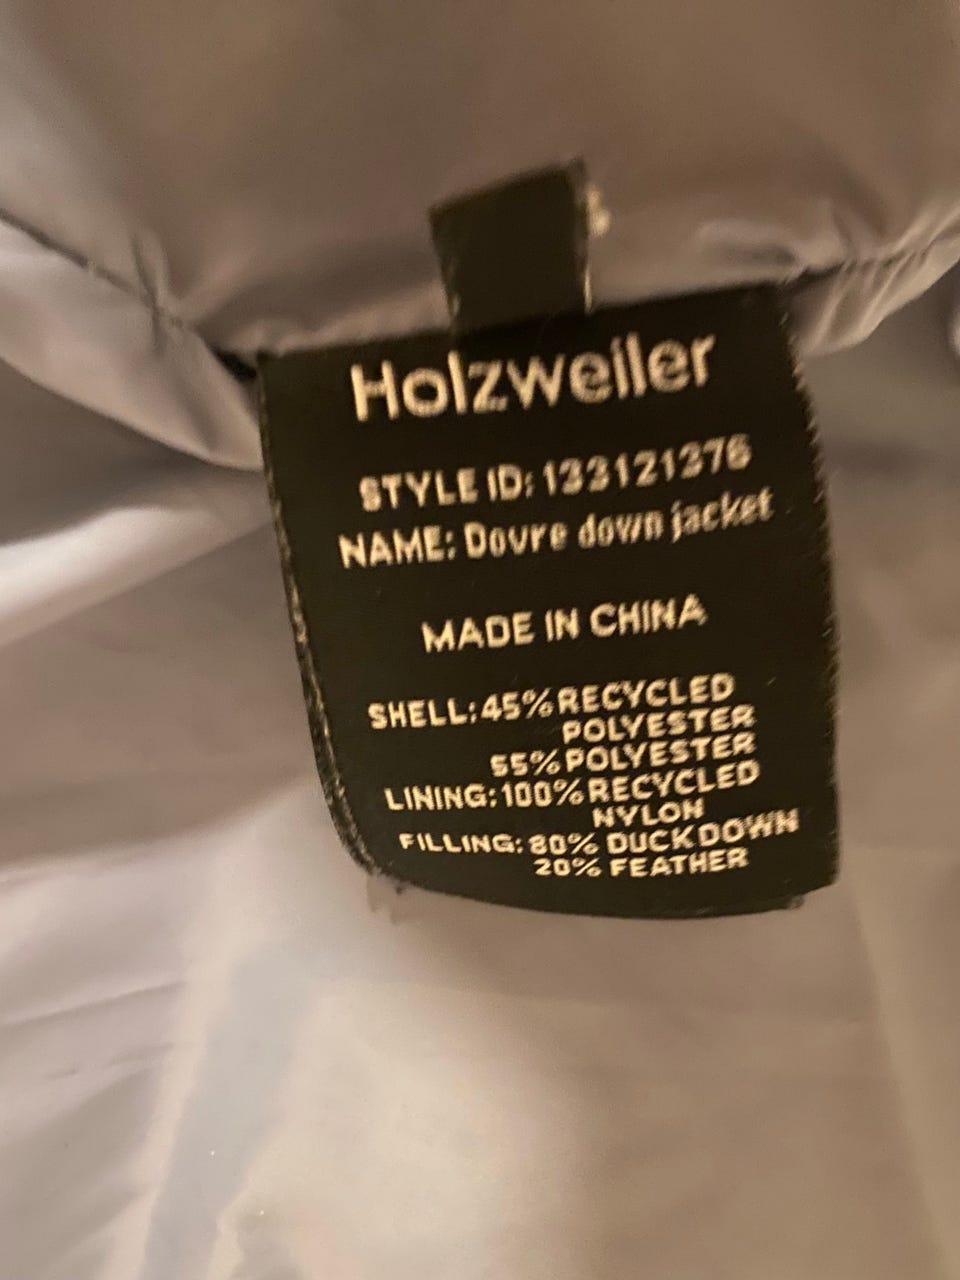 Holzweiler
STYLE ID: 133121376
NAME: Dovre down jacket
MADE IN CHINA
SHELL: 45% RECYCLED
POLYESTER
55% POLYESTER
LINING: 100% RECYCLED
NYLON
FILLING: 80% DUCK DOWN
20% FEATHER